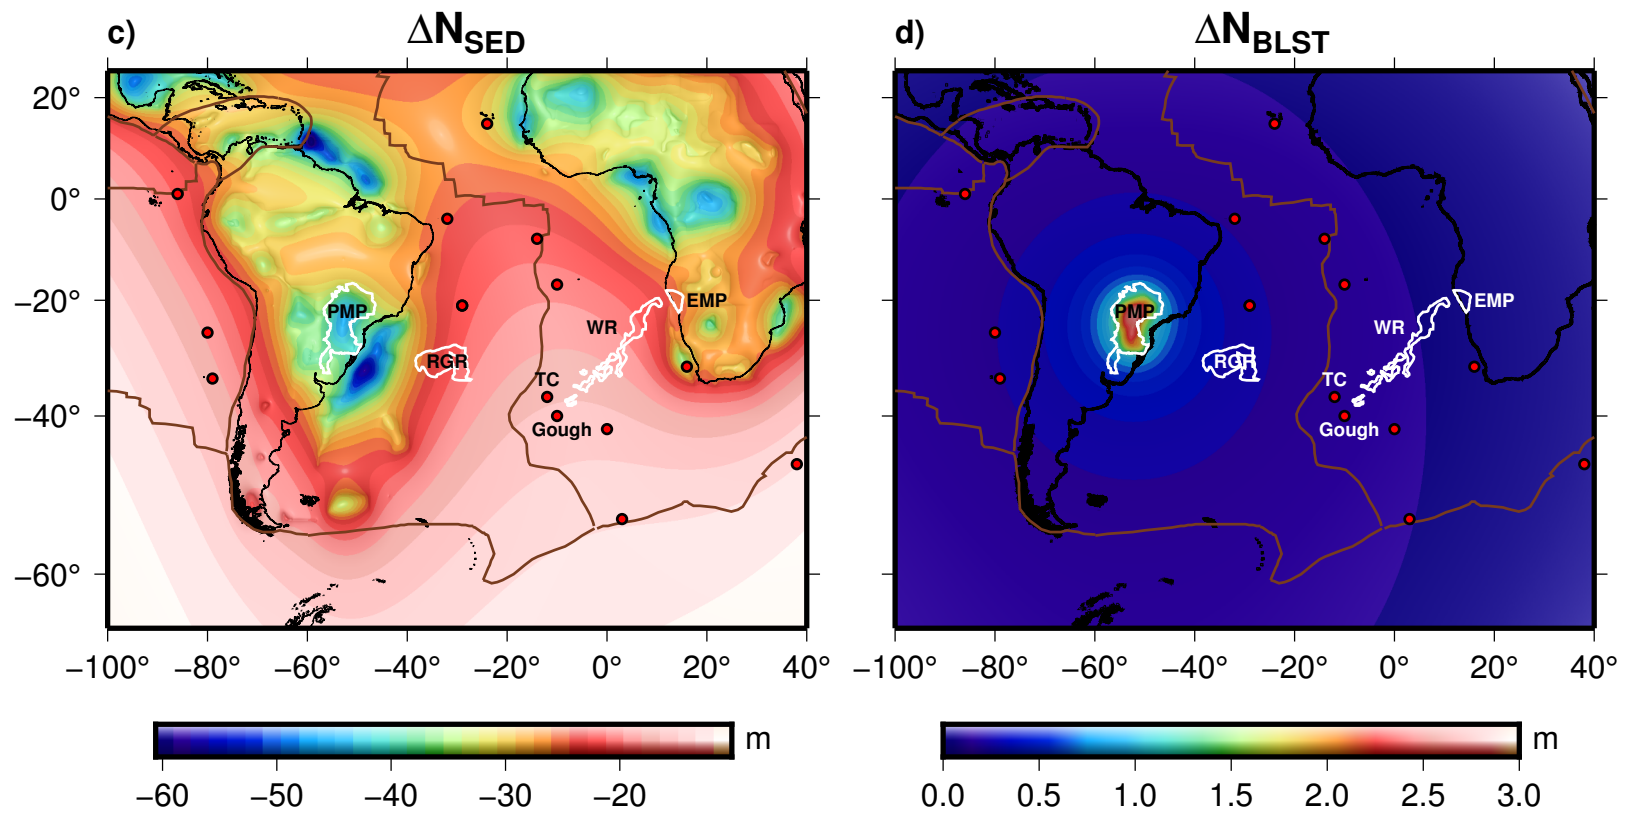 c) ΔN_SED
20°
0°
−20°
−40°
−60°
PMP
RGR
WR
EMP
TC
Gough
−100° −80° −60° −40° −20° 0° 20° 40°
m
−60 −50 −40 −30 −20
d) ΔN_BLST
PMP
RGR
WR
EMP
TC
Gough
−100° −80° −60° −40° −20° 0° 20° 40°
m
0.0 0.5 1.0 1.5 2.0 2.5 3.0